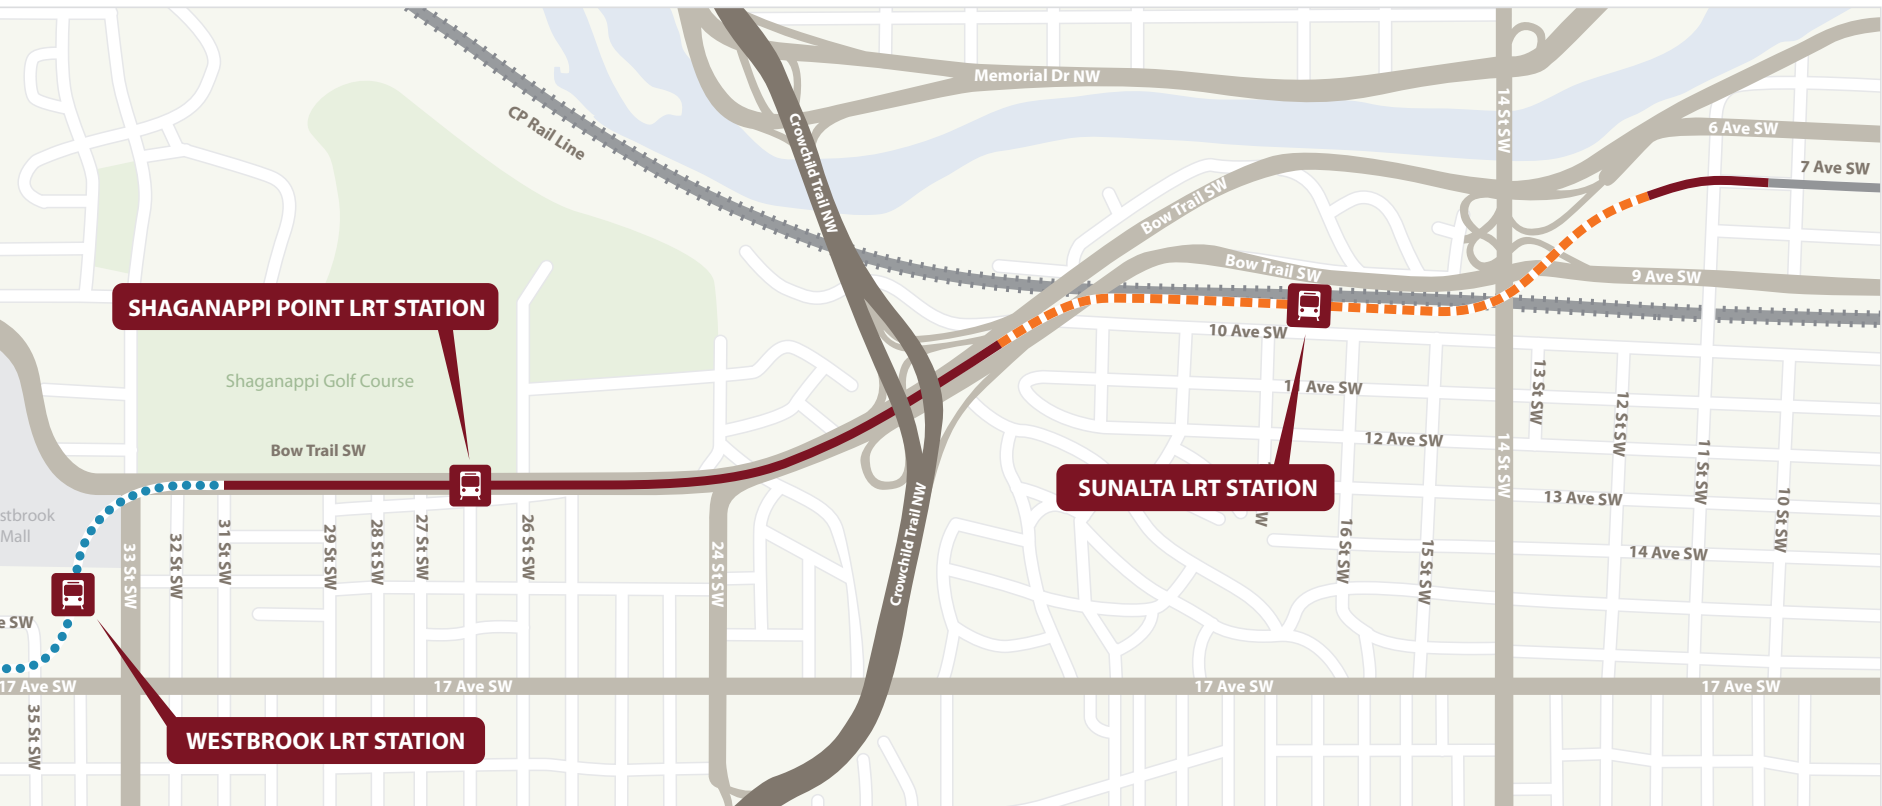 Memorial Dr NW
14 St SW
CP Rail Line
Crowchild Trail NW
6 Ave SW
7 Ave SW
Bow Trail SW
Bow Trail SW
9 Ave SW
SHAGANAPPI POINT LRT STATION
10 Ave SW
Shaganappi Golf Course
Ave SW
13 St SW
12 St SW
12 Ave SW
Bow Trail SW
14 St SW
11 St SW
SUNALTA LRT STATION
13 Ave SW
10 St SW
stbrook
Mall
33 St SW
32 St SW
31 St SW
29 St SW
28 St SW
27 St SW
26 St SW
24 St SW
Crowchild Trail NW
W
16 St SW
15 St SW
14 Ave SW
e SW
17 Ave SW
17 Ave SW
17 Ave SW
17 Ave SW
35 St SW
WESTBROOK LRT STATION